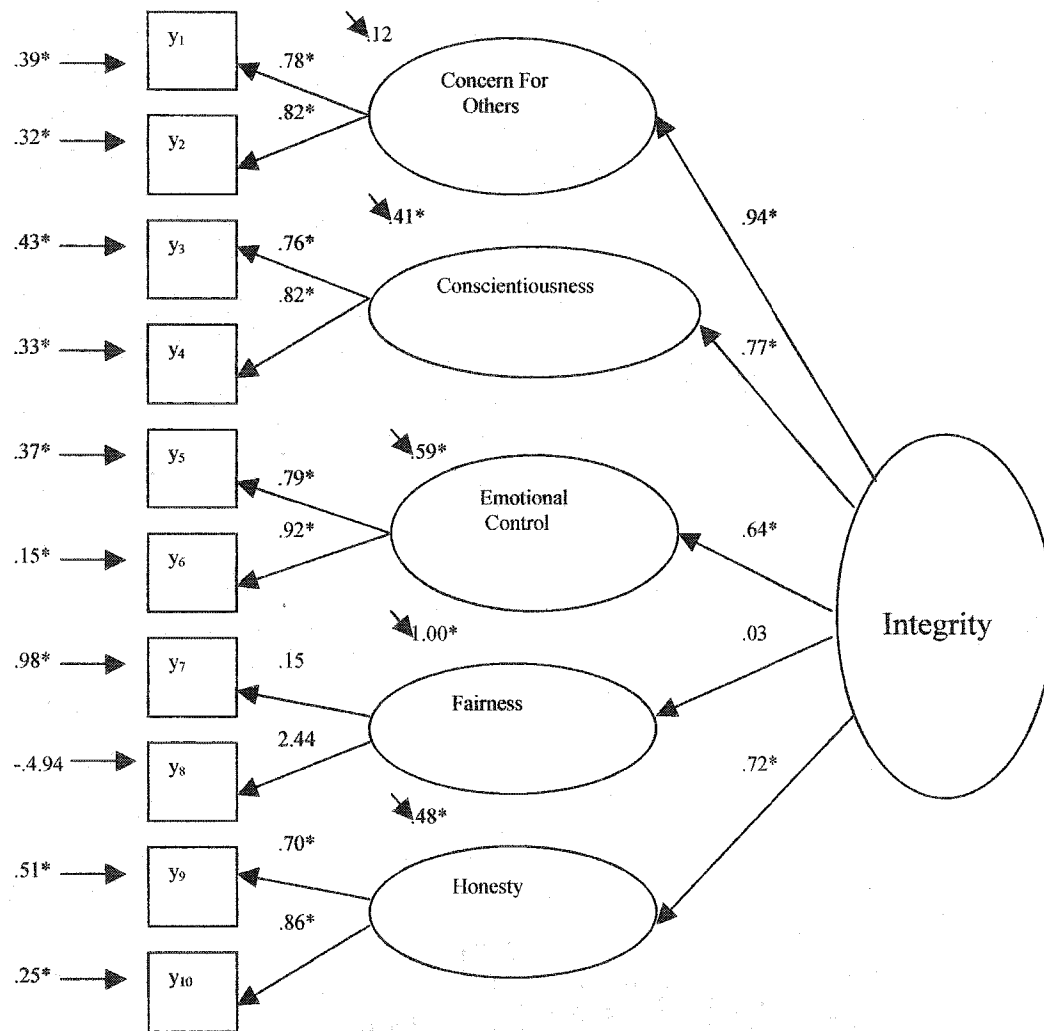 y₁
.39*
.78*
.12
Concern For
Others
.82*
.32*
y₂
.94*
.41*
.43*
y₃
.76*
Conscientiousness
.82*
.33*
y₄
.77*
.37*
y₅
.59*
.79*
Emotional
Control
.92*
.64*
.15*
y₆
Integrity
1.00*
.03
.98*
y₇
.15
Fairness
2.44
-.4.94
y₈
.72*
.48*
.51*
y₉
.70*
Honesty
.86*
.25*
y₁₀